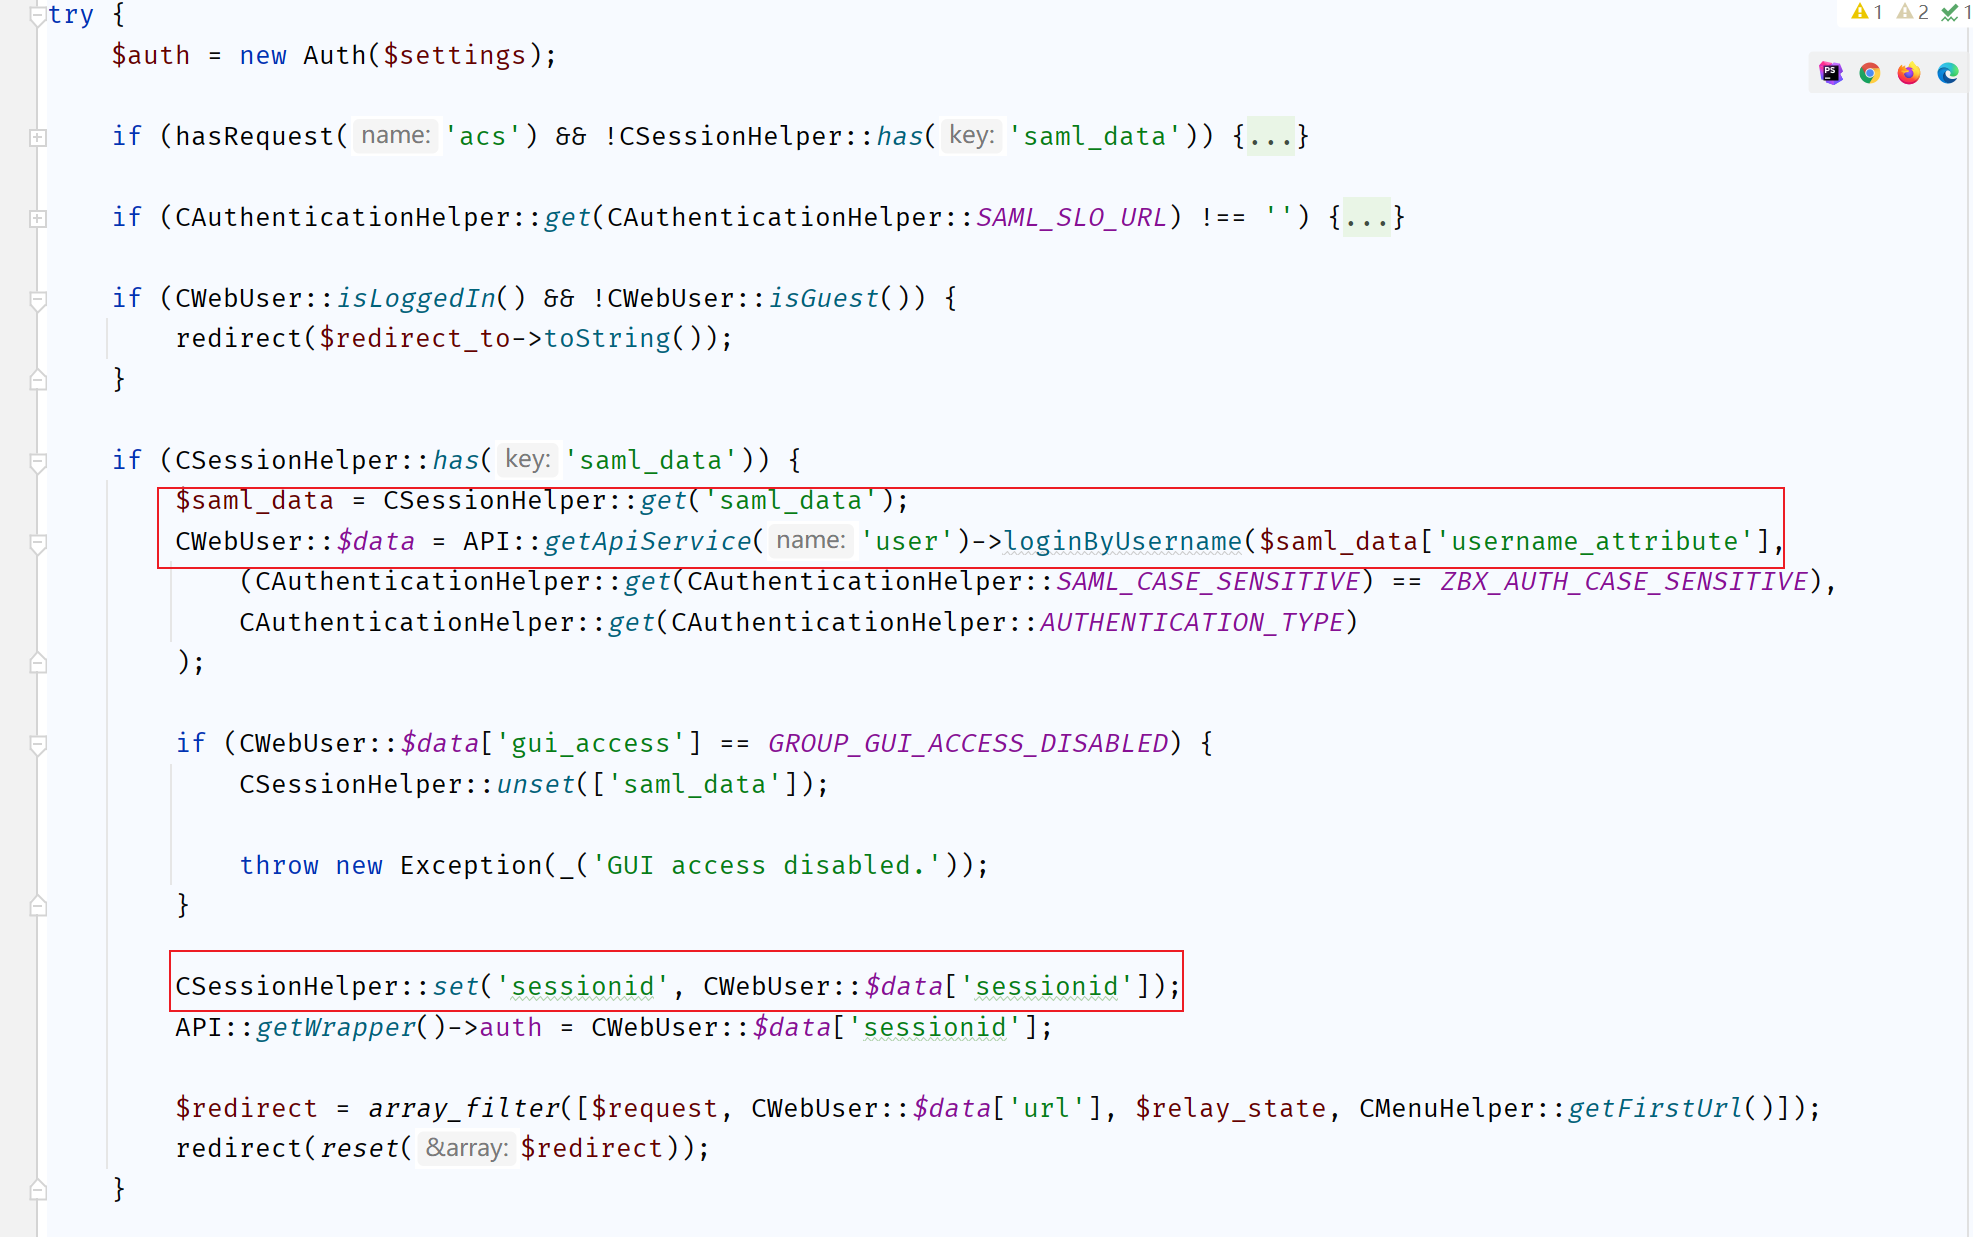 try {
    $auth = new Auth($settings);
    if (hasRequest( name: 'acs') && !CSessionHelper::has( key: 'saml_data')) {...}
    if (CAuthenticationHelper::get(CAuthenticationHelper::SAML_SLO_URL) !== '') {...}
    if (CWebUser::isLoggedIn() && !CWebUser::isGuest()) {
        redirect($redirect_to->toString());
    }
    if (CSessionHelper::has( key: 'saml_data')) {
        $saml_data = CSessionHelper::get('saml_data');
        CWebUser::$data = API::getApiService( name: 'user')->loginByUsername($saml_data['username_attribute'],
            (CAuthenticationHelper::get(CAuthenticationHelper::SAML_CASE_SENSITIVE) == ZBX_AUTH_CASE_SENSITIVE),
            CAuthenticationHelper::get(CAuthenticationHelper::AUTHENTICATION_TYPE)
        );
        if (CWebUser::$data['gui_access'] == GROUP_GUI_ACCESS_DISABLED) {
            CSessionHelper::unset(['saml_data']);
            throw new Exception(_('GUI access disabled.'));
        }
        CSessionHelper::set('sessionid', CWebUser::$data['sessionid']);
        API::getWrapper()->auth = CWebUser::$data['sessionid'];
        $redirect = array_filter([$request, CWebUser::$data['url'], $relay_state, CMenuHelper::getFirstUrl()]);
        redirect(reset( &array: $redirect));
    }
1 2 1
PS